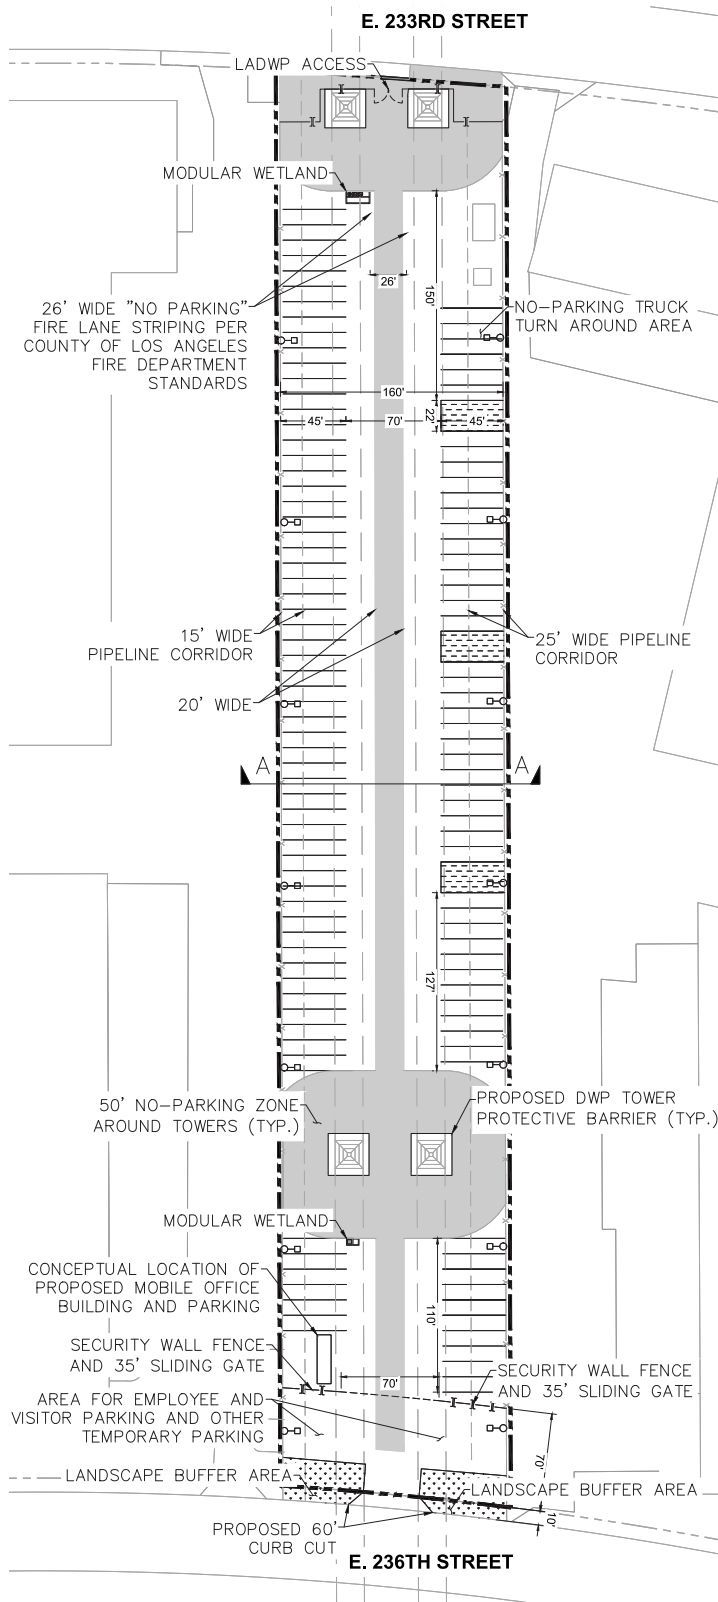 E. 233RD STREET
LADWP ACCESS
MODULAR WETLAND
26'
150'
26' WIDE "NO PARKING"
FIRE LANE STRIPING PER
COUNTY OF LOS ANGELES
FIRE DEPARTMENT
STANDARDS
NO-PARKING TRUCK
TURN AROUND AREA
160'
45'
70'
22'
45'
15' WIDE
PIPELINE CORRIDOR
25' WIDE PIPELINE
CORRIDOR
20' WIDE
A
A
127'
50' NO-PARKING ZONE
AROUND TOWERS (TYP.)
PROPOSED DWP TOWER
PROTECTIVE BARRIER (TYP.)
MODULAR WETLAND
CONCEPTUAL LOCATION OF
PROPOSED MOBILE OFFICE
BUILDING AND PARKING
110'
SECURITY WALL FENCE
AND 35' SLIDING GATE
70'
SECURITY WALL FENCE
AND 35' SLIDING GATE
AREA FOR EMPLOYEE AND
VISITOR PARKING AND OTHER
TEMPORARY PARKING
70'
LANDSCAPE BUFFER AREA
LANDSCAPE BUFFER AREA
10'
PROPOSED 60'
CURB CUT
E. 236TH STREET